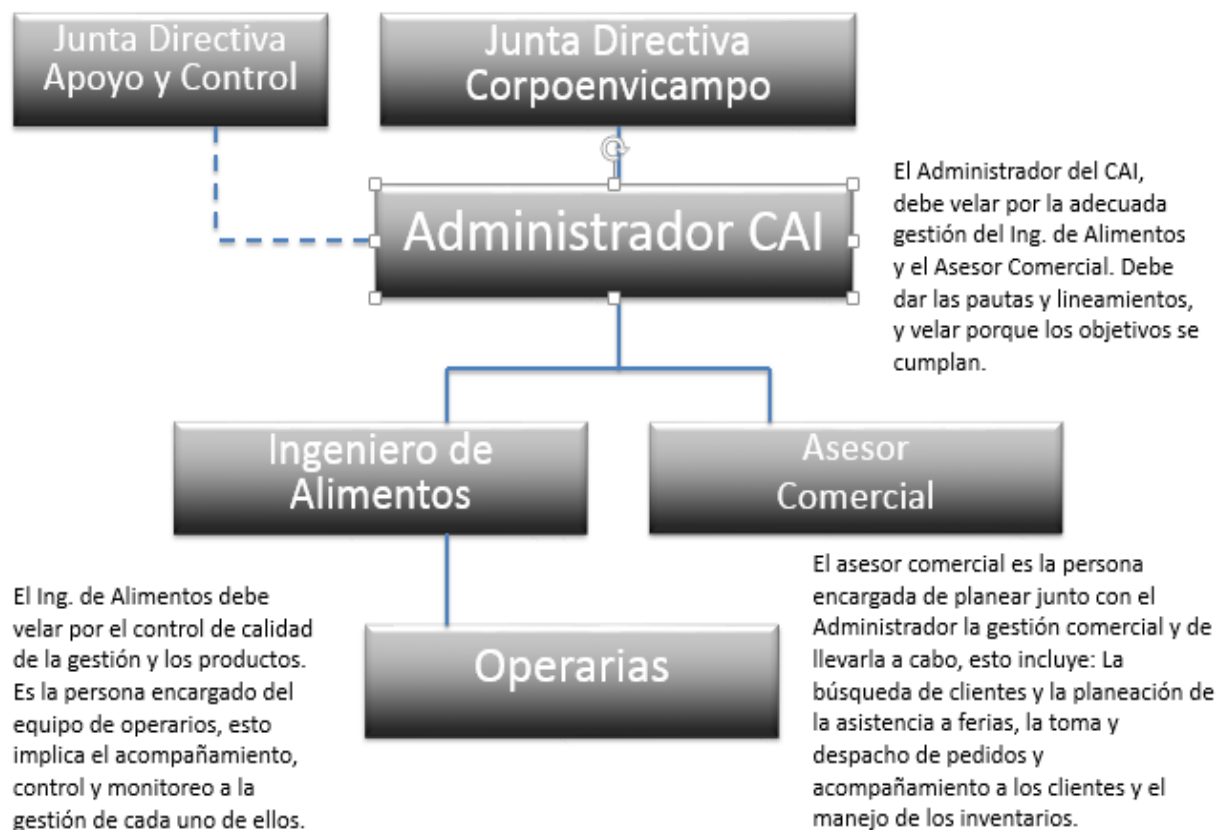 Junta Directiva
Apoyo y Control
Junta Directiva
Corpoenvicampo
Administrador CAI
El Administrador del CAI,
debe velar por la adecuada
gestión del Ing. de Alimentos
y el Asesor Comercial. Debe
dar las pautas y lineamientos,
y velar porque los objetivos se
cumplan.
Ingeniero de
Alimentos
Asesor
Comercial
El Ing. de Alimentos debe
velar por el control de calidad
de la gestión y los productos.
Es la persona encargado del
equipo de operarios, esto
implica el acompañamiento,
control y monitoreo a la
gestión de cada uno de ellos.
Operarias
El asesor comercial es la persona
encargada de planear junto con el
Administrador la gestión comercial y de
llevarla a cabo, esto incluye: La
búsqueda de clientes y la planeación de
la asistencia a ferias, la toma y
despacho de pedidos y
acompañamiento a los clientes y el
manejo de los inventarios.